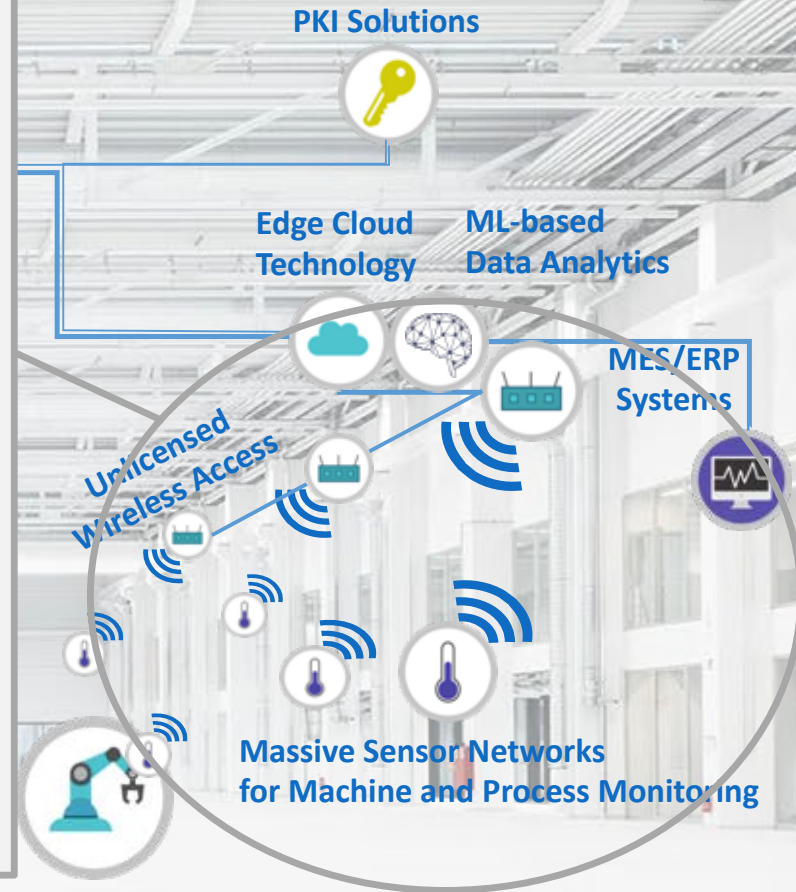 PKI Solutions
Edge Cloud
Technology
ML-based
Data Analytics
MES/ERP
Systems
Unlicensed
Wireless Access
Massive Sensor Networks
for Machine and Process Monitoring